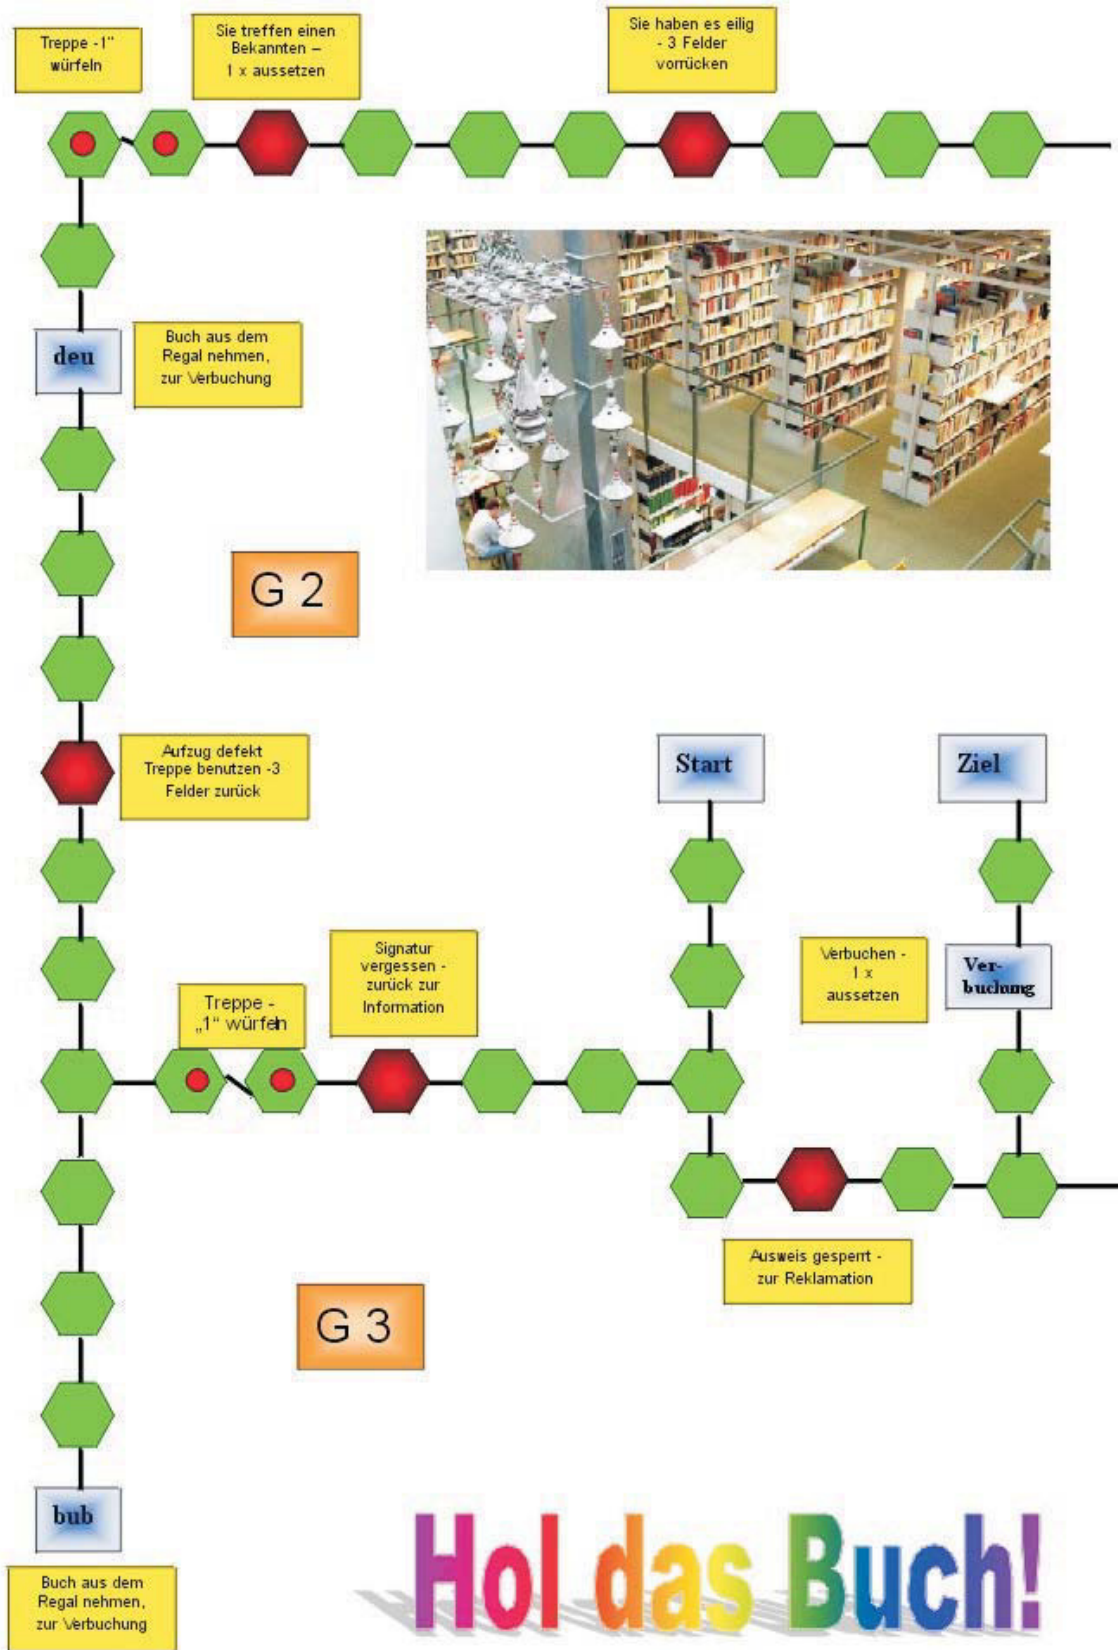 Treppe -1"
würfeln
Sie treffen einen
Bekannten –
1 x aussetzen
Sie haben es eilig
- 3 Felder
vorrücken
deu
Buch aus dem
Regal nehmen,
zur Verbuchung
G 2
Aufzug defekt
Treppe benutzen -3
Felder zurück
Start
Ziel
Signatur
vergessen -
zurück zur
Information
Verbuchen -
1 x
aussetzen
Ver-
buchung
Treppe -
„1“ würfeln
Ausweis gesperrt -
zur Reklamation
G 3
bub
Buch aus dem
Regal nehmen,
zur Verbuchung
Hol das Buch!